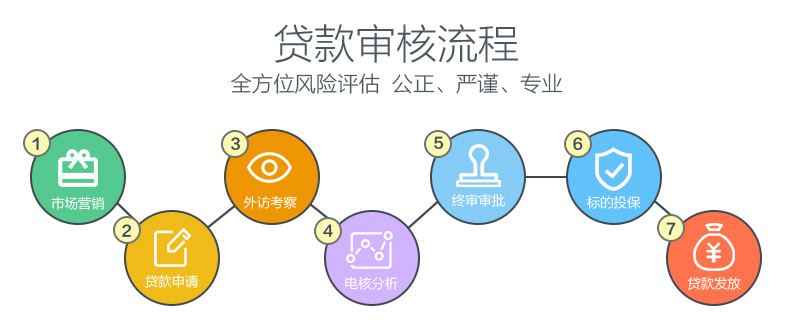 贷款审核流程
全方位风险评估 公正、严谨、专业
1
市场营销
2
贷款申请
3
外访考察
4
电核分析
5
终审审批
6
标的投保
7
贷款发放